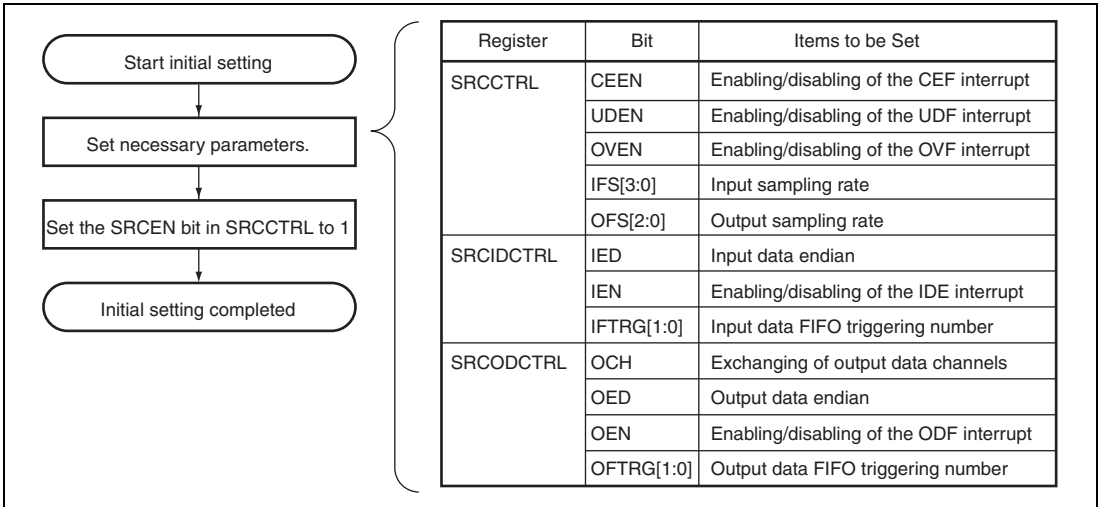 Start initial setting
Set necessary parameters.
Set the SRCEN bit in SRCCTRL to 1
Initial setting completed
Register Bit Items to be Set
SRCCTRL CEEN Enabling/disabling of the CEF interrupt
UDEN Enabling/disabling of the UDF interrupt
OVEN Enabling/disabling of the OVF interrupt
IFS[3:0] Input sampling rate
OFS[2:0] Output sampling rate
SRCIDCTRL IED Input data endian
IEN Enabling/disabling of the IDE interrupt
IFTRG[1:0] Input data FIFO triggering number
SRCODCTRL OCH Exchanging of output data channels
OED Output data endian
OEN Enabling/disabling of the ODF interrupt
OFTRG[1:0] Output data FIFO triggering number